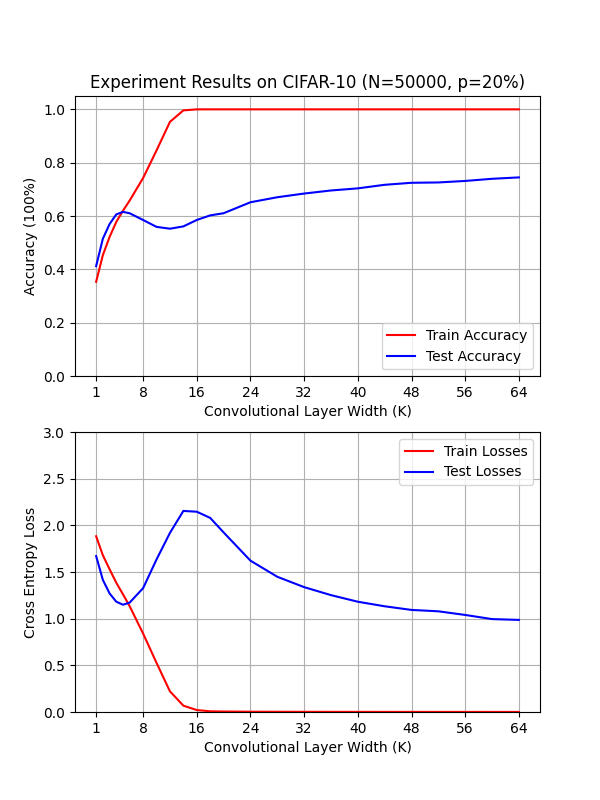 Experiment Results on CIFAR-10 (N=50000, p=20%)
1.0
0.8
0.6
0.4
0.2
0.0
Accuracy (100%)
Train Accuracy
Test Accuracy
1 8 16 24 32 40 48 56 64
Convolutional Layer Width (K)
3.0
2.5
2.0
1.5
1.0
0.5
0.0
Cross Entropy Loss
Train Losses
Test Losses
1 8 16 24 32 40 48 56 64
Convolutional Layer Width (K)